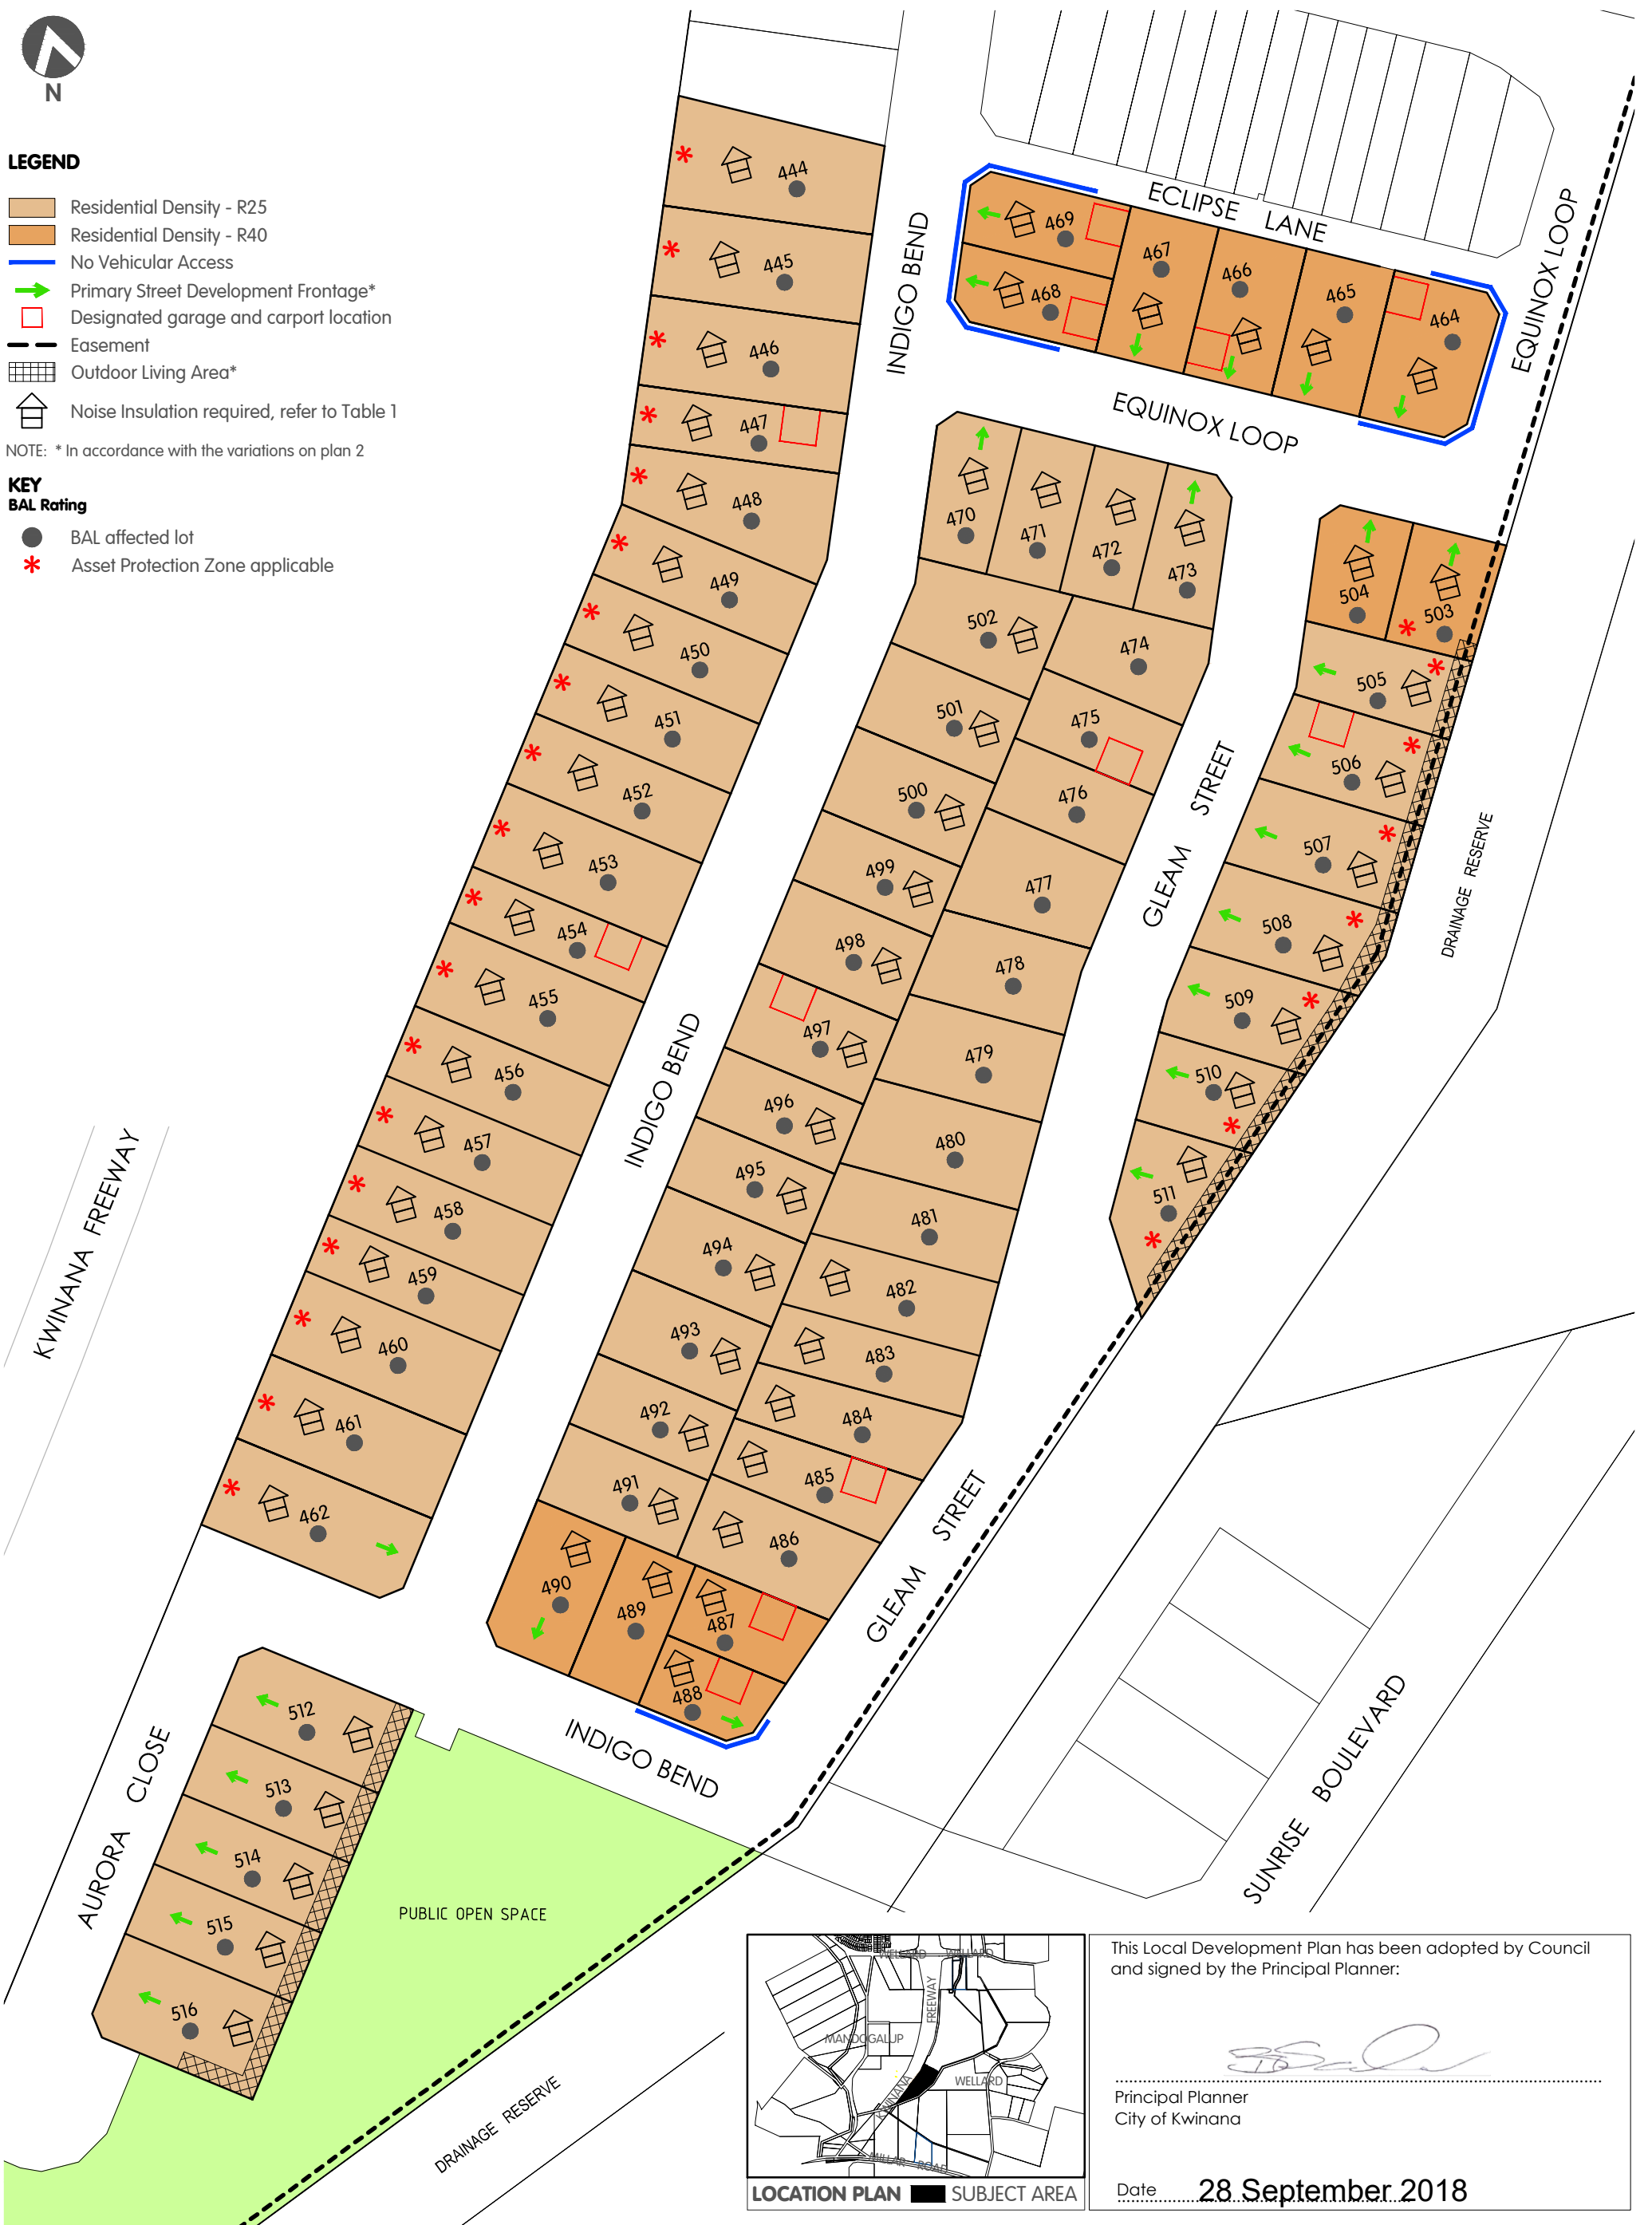 N
LEGEND
Residential Density - R25
Residential Density - R40
No Vehicular Access
Primary Street Development Frontage*
Designated garage and carport location
Easement
Outdoor Living Area*
Noise Insulation required, refer to Table 1
NOTE: * In accordance with the variations on plan 2
KEY
BAL Rating
BAL affected lot
Asset Protection Zone applicable
444
445
446
447
448
449
450
451
452
453
454
455
456
457
458
459
460
461
462
INDIGO BEND
ECLIPSE LANE
EQUINOX LOOP
469
468
467
466
465
464
EQUINOX LOOP
470
471
472
473
502
501
500
499
498
497
496
495
494
493
492
491
490
489
487
488
474
475
476
477
478
479
480
481
482
483
484
485
486
504
503
505
506
507
508
509
510
511
GLEAM STREET
DRAINAGE RESERVE
INDIGO BEND
KWINANA FREEWAY
GLEAM STREET
INDIGO BEND
SUNRISE BOULEVARD
AURORA CLOSE
512
513
514
515
516
PUBLIC OPEN SPACE
DRAINAGE RESERVE
WELLARD WELLARD
FREEWAY
MANDOGALUP
KWINANA
WELLARD
MILLAR ROAD
LOCATION PLAN SUBJECT AREA
This Local Development Plan has been adopted by Council
and signed by the Principal Planner:
Principal Planner
City of Kwinana
Date 28 September 2018